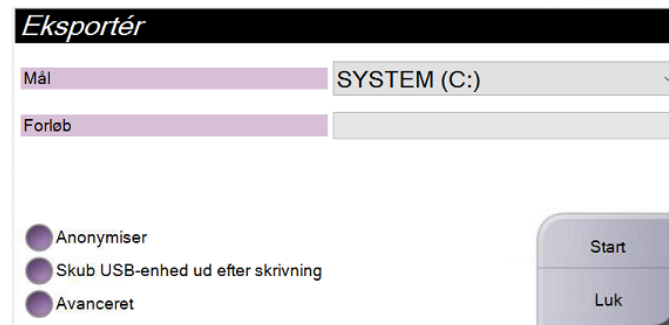 Eksportér
Mål
SYSTEM (C:)
Forløb
Anonymiser
Skub USB-enhed ud efter skrivning
Avanceret
Start
Luk